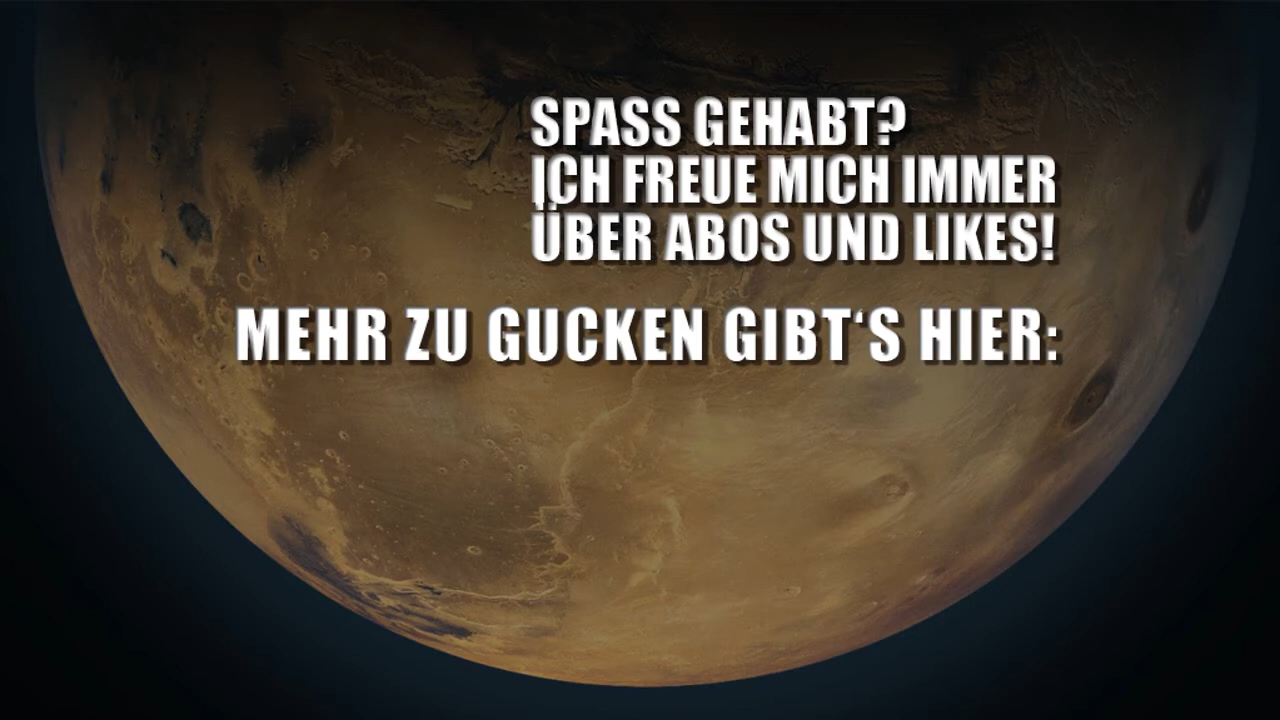 SPASS GEHABT?
ICH FREUE MICH IMMER
ÜBER ABOS UND LIKES!
MEHR ZU GUCKEN GIBT‘S HIER: